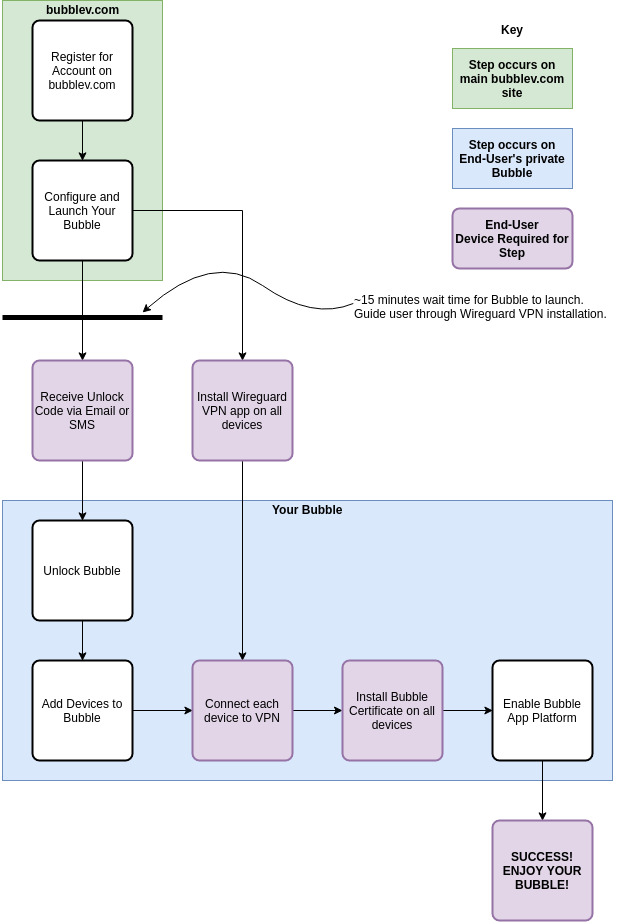 bubblev.com
Register for
Account on
bubblev.com
Configure and
Launch Your
Bubble
Key
Step occurs on
main bubblev.com
site
Step occurs on
End-User's private
Bubble
End-User
Device Required for
Step
~15 minutes wait time for Bubble to launch.
Guide user through Wireguard VPN installation.
Receive Unlock
Code via Email or
SMS
Install Wireguard
VPN app on all
devices
Your Bubble
Unlock Bubble
Add Devices to
Bubble
Connect each
device to VPN
Install Bubble
Certificate on all
devices
Enable Bubble
App Platform
SUCCESS!
ENJOY YOUR
BUBBLE!